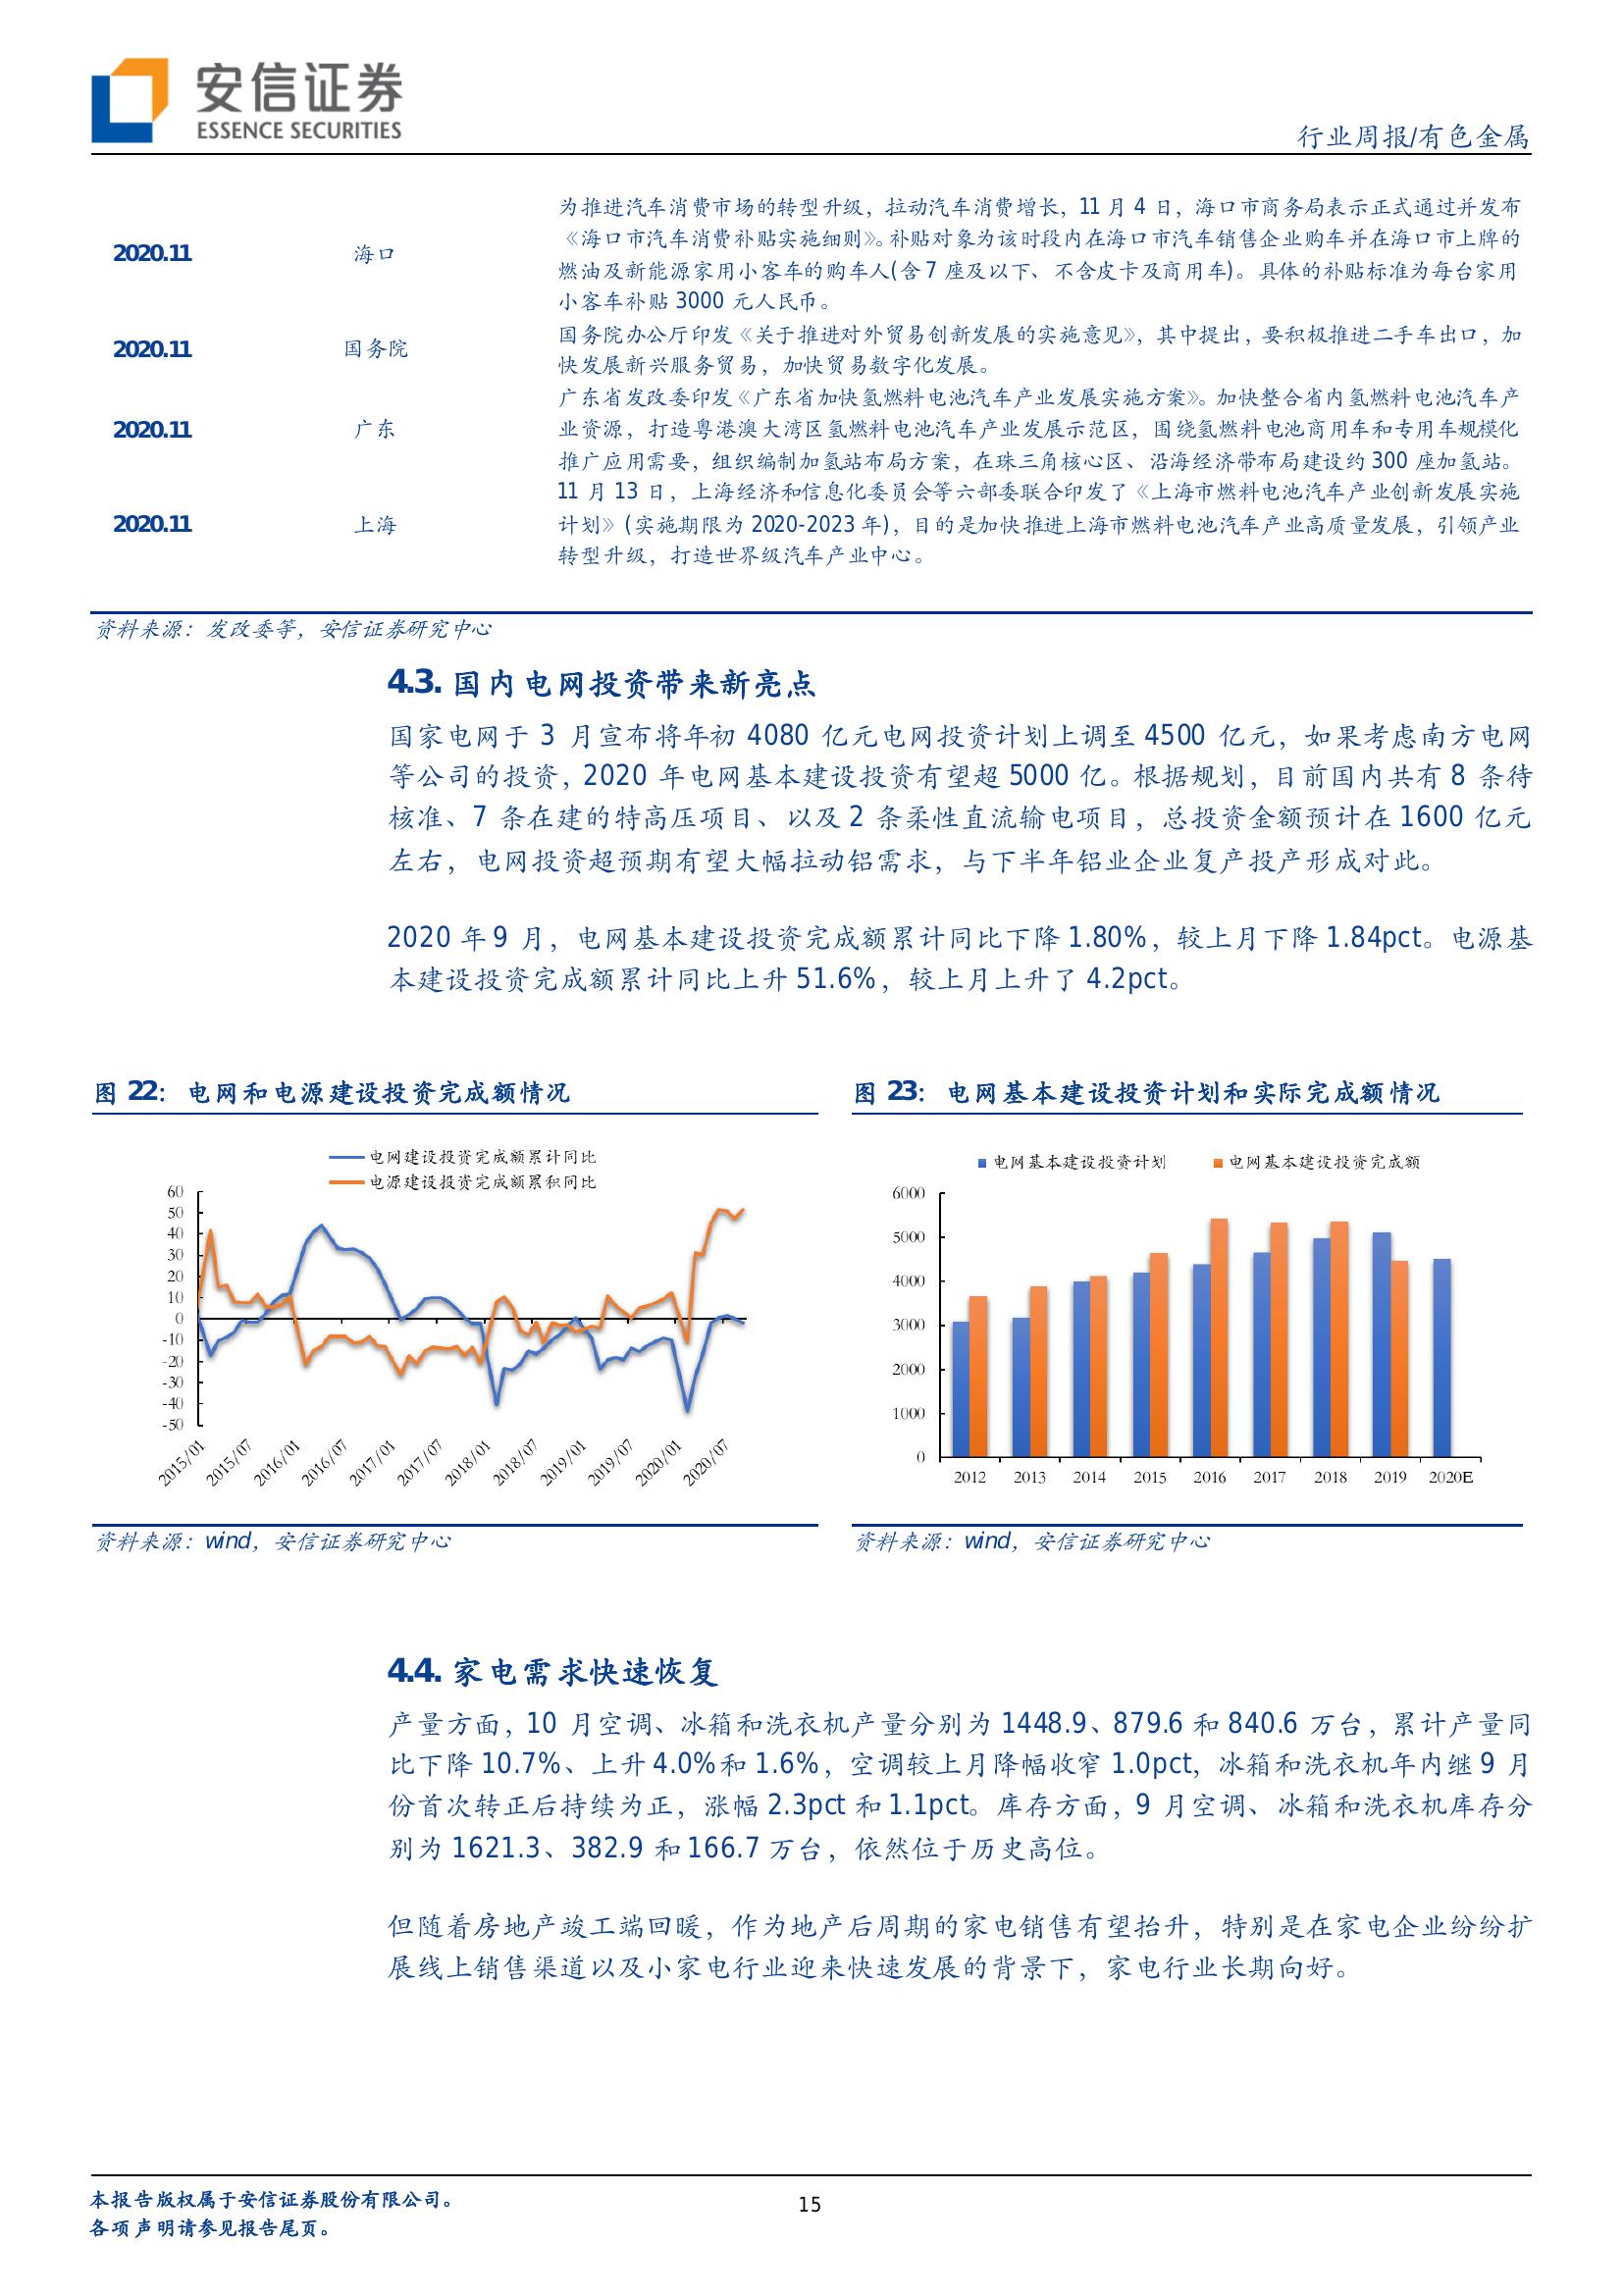 安信证券
ESSENCE SECURITIES
行业周报/有色金属
2020.11
海口
为推进汽车消费市场的转型升级，拉动汽车消费增长，11 月 4 日，海口市商务局表示正式通过并发布
《海口市汽车消费补贴实施细则》。补贴对象为该时段内在海口市汽车销售企业购车并在海口市上牌的
燃油及新能源家用小客车的购车人(含 7 座及以下、不含皮卡及商用车)。具体的补贴标准为每台家用
小客车补贴 3000 元人民币。
2020.11
国务院
国务院办公厅印发《关于推进对外贸易创新发展的实施意见》，其中提出，要积极推进二手车出口，加
快发展新兴服务贸易，加快贸易数字化发展。
2020.11
广东
广东省发改委印发《广东省加快氢燃料电池汽车产业发展实施方案》。加快整合省内氢燃料电池汽车产
业资源，打造粤港澳大湾区氢燃料电池汽车产业发展示范区，围绕氢燃料电池商用车和专用车规模化
推广应用需要，组织编制加氢站布局方案，在珠三角核心区、沿海经济带布局建设约 300 座加氢站。
2020.11
上海
11 月 13 日，上海经济和信息化委员会等六部委联合印发了《上海市燃料电池汽车产业创新发展实施
计划》(实施期限为 2020-2023 年)，目的是加快推进上海市燃料电池汽车产业高质量发展，引领产业
转型升级，打造世界级汽车产业中心。
资料来源：发改委等，安信证券研究中心
4.3. 国内电网投资带来新亮点
国家电网于 3 月宣布将年初 4080 亿元电网投资计划上调至 4500 亿元，如果考虑南方电网
等公司的投资，2020 年电网基本建设投资有望超 5000 亿。根据规划，目前国内共有 8 条待
核准、7 条在建的特高压项目、以及 2 条柔性直流输电项目，总投资金额预计在 1600 亿元
左右，电网投资超预期有望大幅拉动铝需求，与下半年铝业企业复产投产形成对此。
2020 年 9 月，电网基本建设投资完成额累计同比下降 1.80%，较上月下降 1.84pct。电源基
本建设投资完成额累计同比上升 51.6%，较上月上升了 4.2pct。
图 22：电网和电源建设投资完成额情况
电网建设投资完成额累计同比
电源建设投资完成额累积同比
60
50
40
30
20
10
0
-10
-20
-30
-40
-50
2015/01
2015/07
2016/01
2016/07
2017/01
2017/07
2018/01
2018/07
2019/01
2019/07
2020/01
2020/07
资料来源：wind，安信证券研究中心
图 23：电网基本建设投资计划和实际完成额情况
电网基本建设投资计划
电网基本建设投资完成额
6000
5000
4000
3000
2000
1000
0
2012
2013
2014
2015
2016
2017
2018
2019
2020E
资料来源：wind，安信证券研究中心
4.4. 家电需求快速恢复
产量方面，10 月空调、冰箱和洗衣机产量分别为 1448.9、879.6 和 840.6 万台，累计产量同
比下降 10.7%、上升 4.0%和 1.6%，空调较上月降幅收窄 1.0pct，冰箱和洗衣机年内继 9 月
份首次转正后持续为正，涨幅 2.3pct 和 1.1pct。库存方面，9 月空调、冰箱和洗衣机库存分
别为 1621.3、382.9 和 166.7 万台，依然位于历史高位。
但随着房地产竣工端回暖，作为地产后周期的家电销售有望抬升，特别是在家电企业纷纷扩
展线上销售渠道以及小家电行业迎来快速发展的背景下，家电行业长期向好。
本报告版权属于安信证券股份有限公司。
各项声明请参见报告尾页。
15